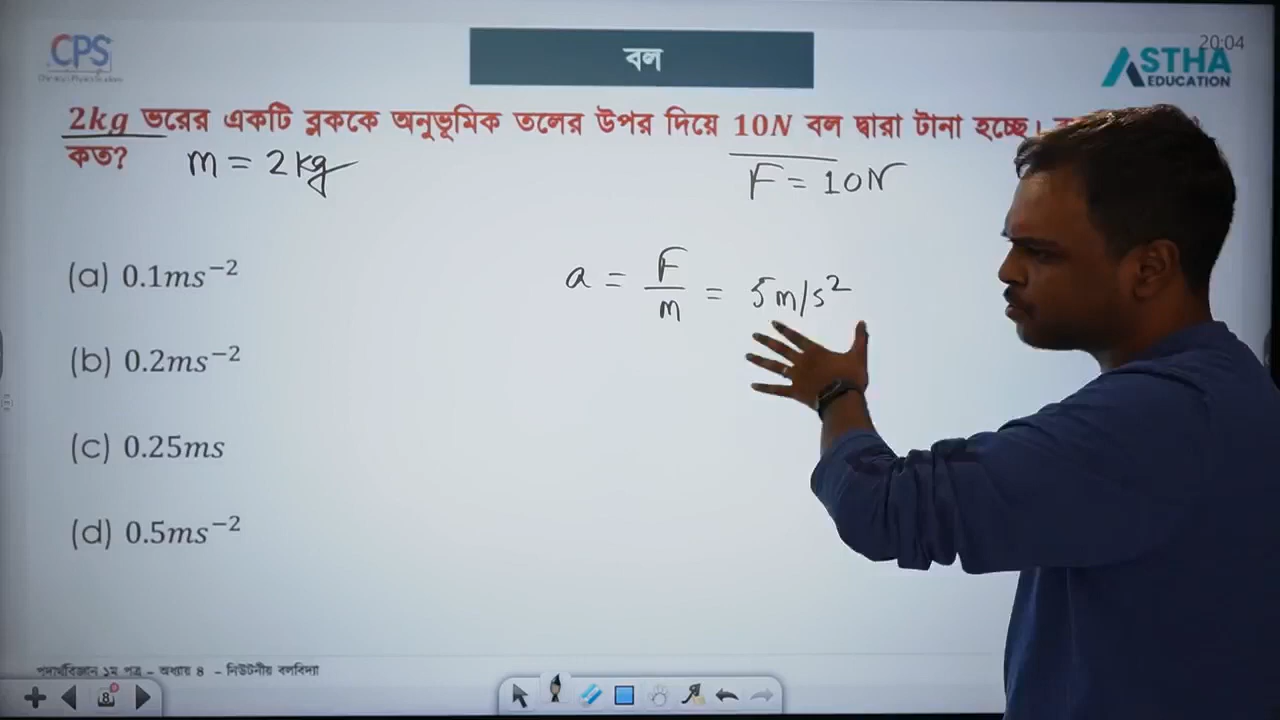 CPS
20:04
ASTHA
EDUCATION
বল
2kg ভরের একটি ব্লককে অনুভূমিক তলের উপর দিয়ে 10N বল দ্বারা টানা হচ্ছে।
কত?
m = 2kg
F = 10N
a = F/m = 5m/s²
(a) 0.1ms⁻²
(b) 0.2ms⁻²
(c) 0.25ms
(d) 0.5ms⁻²
পদার্থবিজ্ঞান ১ম পত্র – অধ্যায় ৪ – নিউটনীয় বলবিদ্যা
8